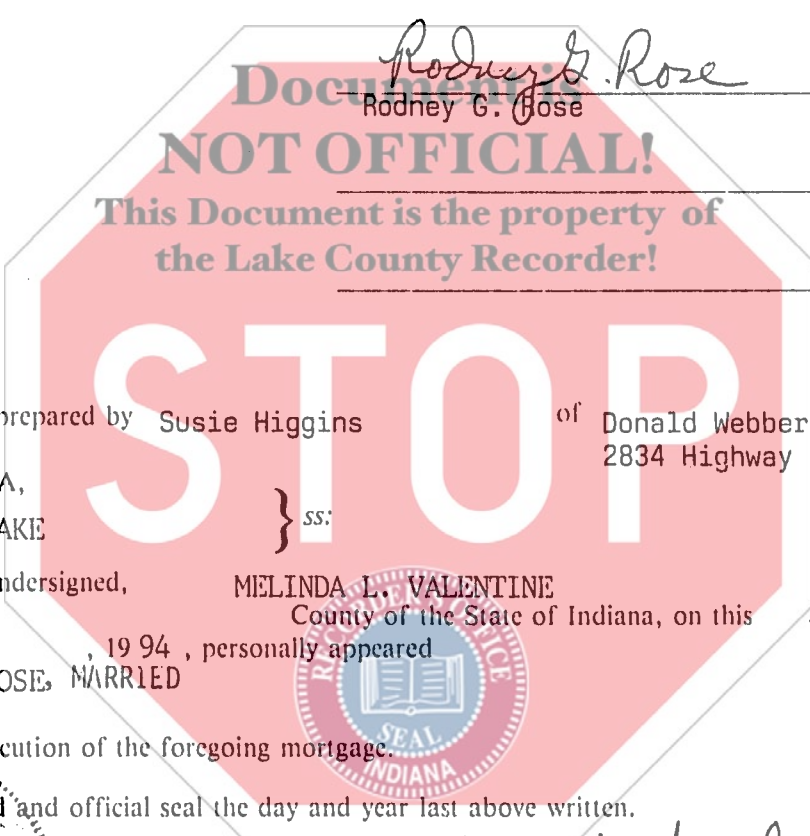 Rodney G. Rose
Document is
Rodney G. Rose
NOT OFFICIAL!
This Document is the property of
the Lake County Recorder!
STOP
prepared by Susie Higgins of Donald Webber
2834 Highway
A,
AKE } ss:
ndersigned, MELINDA L. VALENTINE
County of the State of Indiana, on this
, 19 94 , personally appeared
OSE, MARRIED
RECORDER'S OFFICE
SEAL
INDIANA
cution of the foregoing mortgage.
d and official seal the day and year last above written.